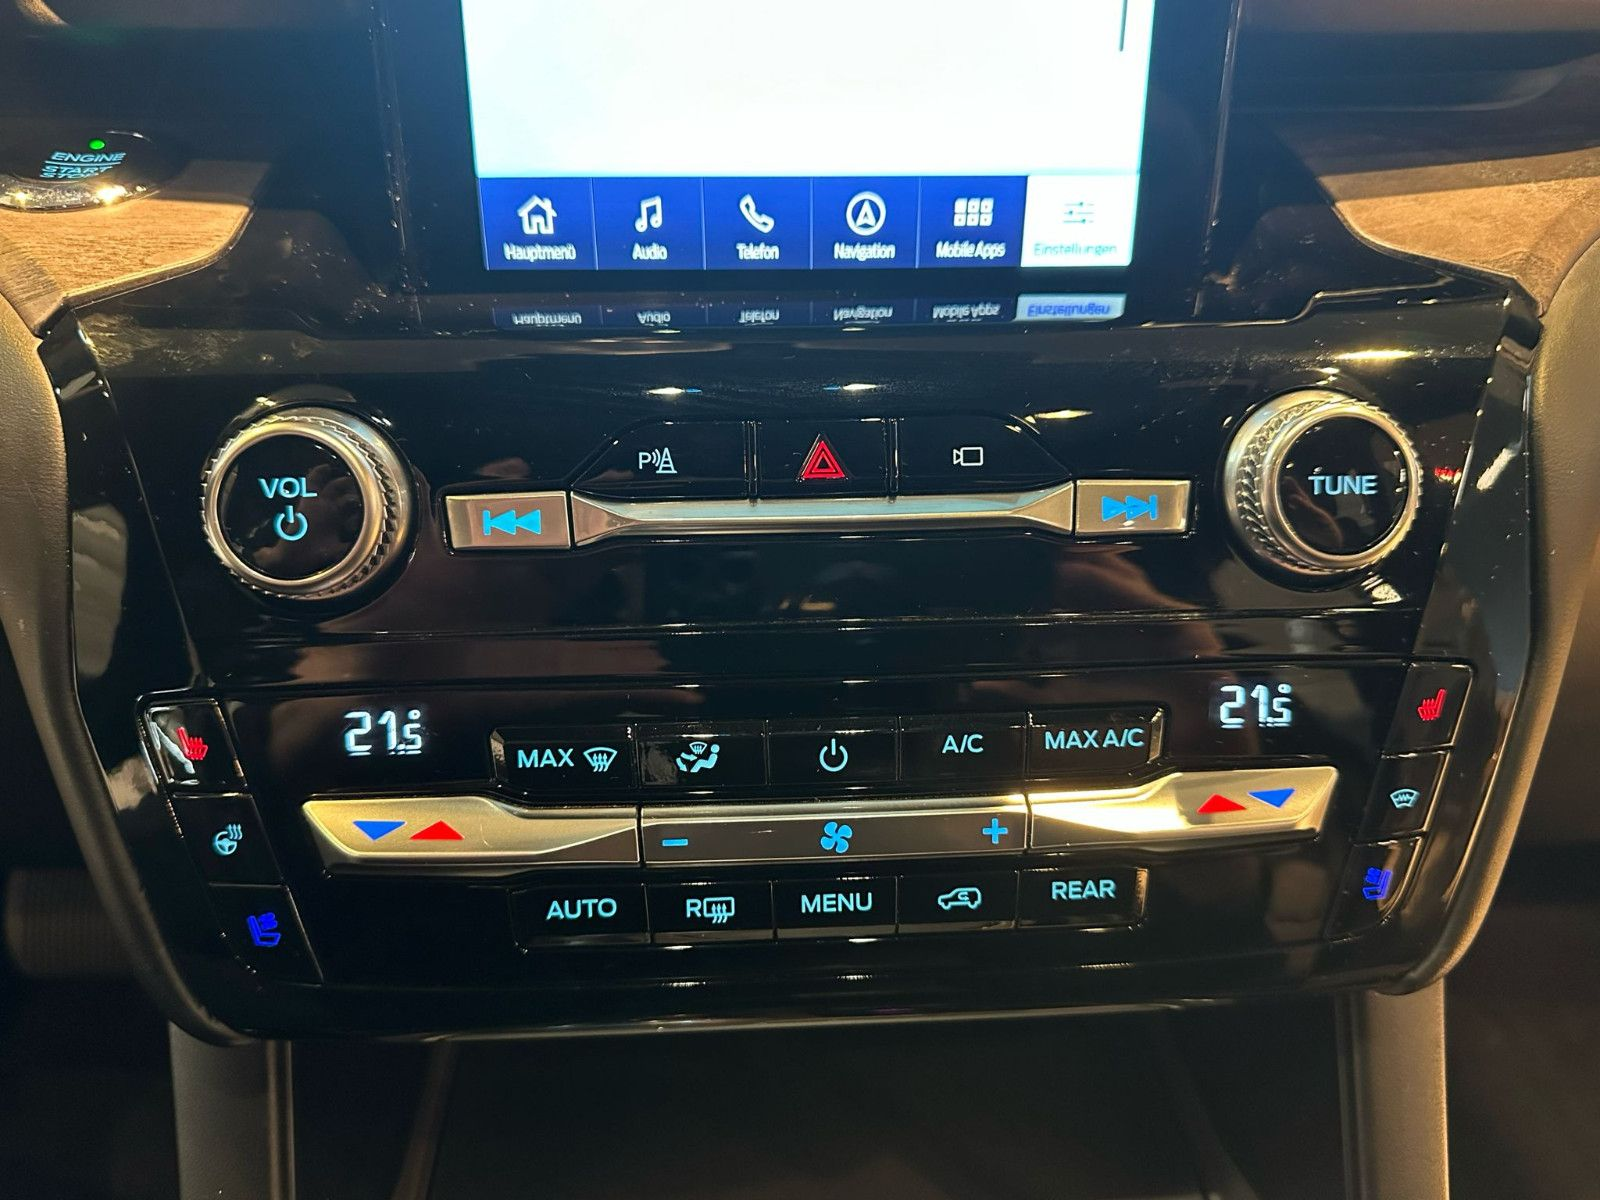 ENGINE
START
STOP
Hauptmenü
Audio
Telefon
Navigation
Mobile Apps
Einstellungen
VOL
P
TUNE
21.5
21.5
MAX
A/C
MAX A/C
AUTO
R
MENU
REAR